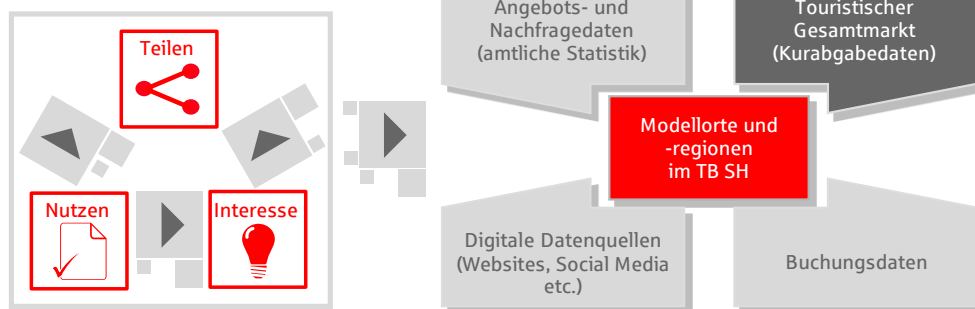 Teilen
Nutzen
Interesse
Angebots- und
Nachfragedaten
(amtliche Statistik)
Touristischer
Gesamtmarkt
(Kurabgabedaten)
Modellorte und
-regionen
im TB SH
Digitale Datenquellen
(Websites, Social Media
etc.)
Buchungsdaten